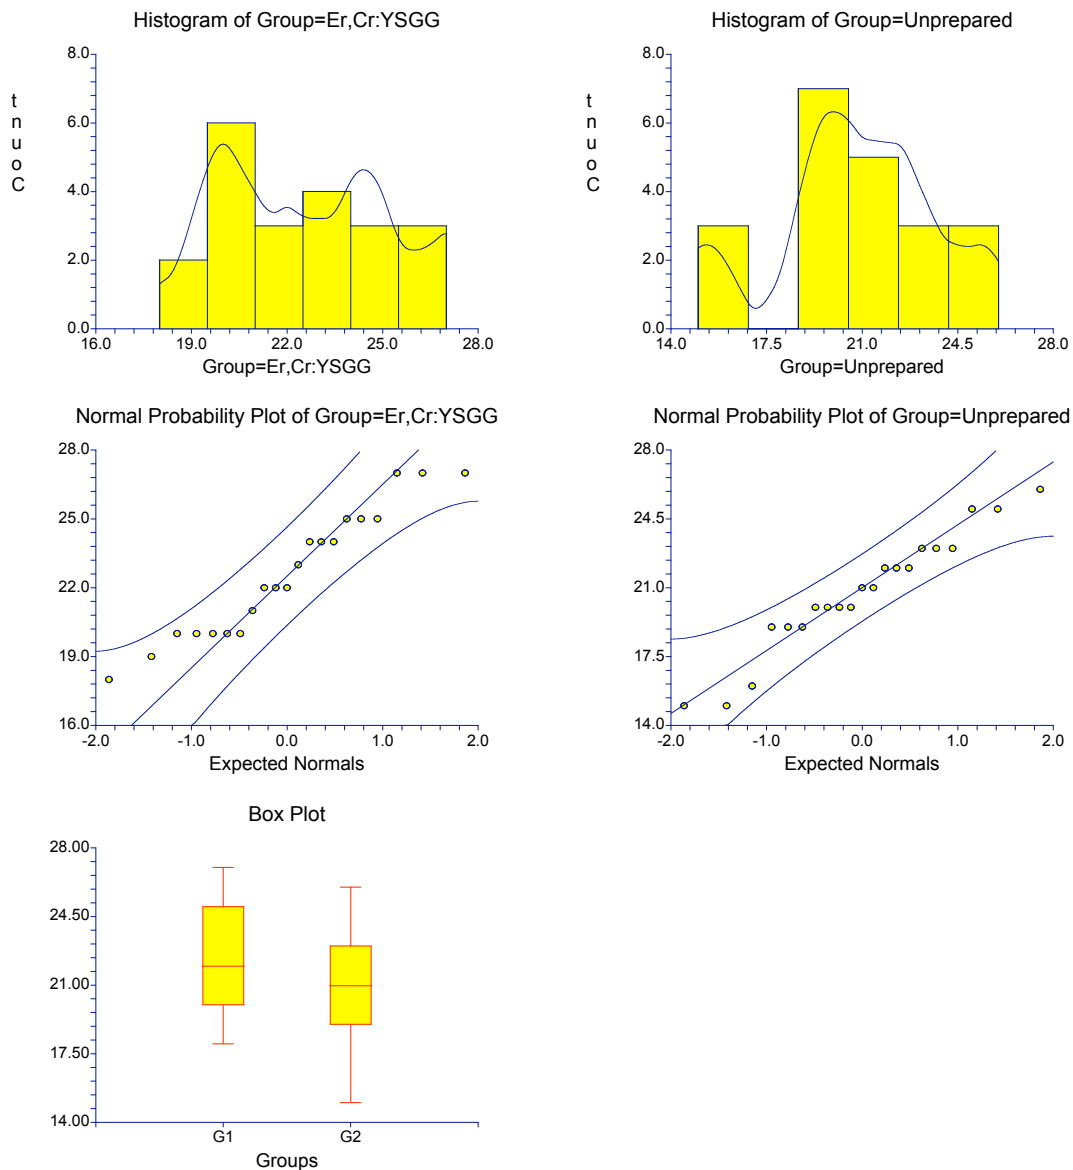 Histogram of Group=Er,Cr:YSGG
8.0
6.0
4.0
2.0
0.0
Count
16.0 19.0 22.0 25.0 28.0
Group=Er,Cr:YSGG
Histogram of Group=Unprepared
8.0
6.0
4.0
2.0
0.0
Count
14.0 17.5 21.0 24.5 28.0
Group=Unprepared
Normal Probability Plot of Group=Er,Cr:YSGG
28.0
25.0
22.0
19.0
16.0
-2.0 -1.0 0.0 1.0 2.0
Expected Normals
Normal Probability Plot of Group=Unprepared
28.0
24.5
21.0
17.5
14.0
-2.0 -1.0 0.0 1.0 2.0
Expected Normals
Box Plot
28.00
24.50
21.00
17.50
14.00
G1 G2
Groups